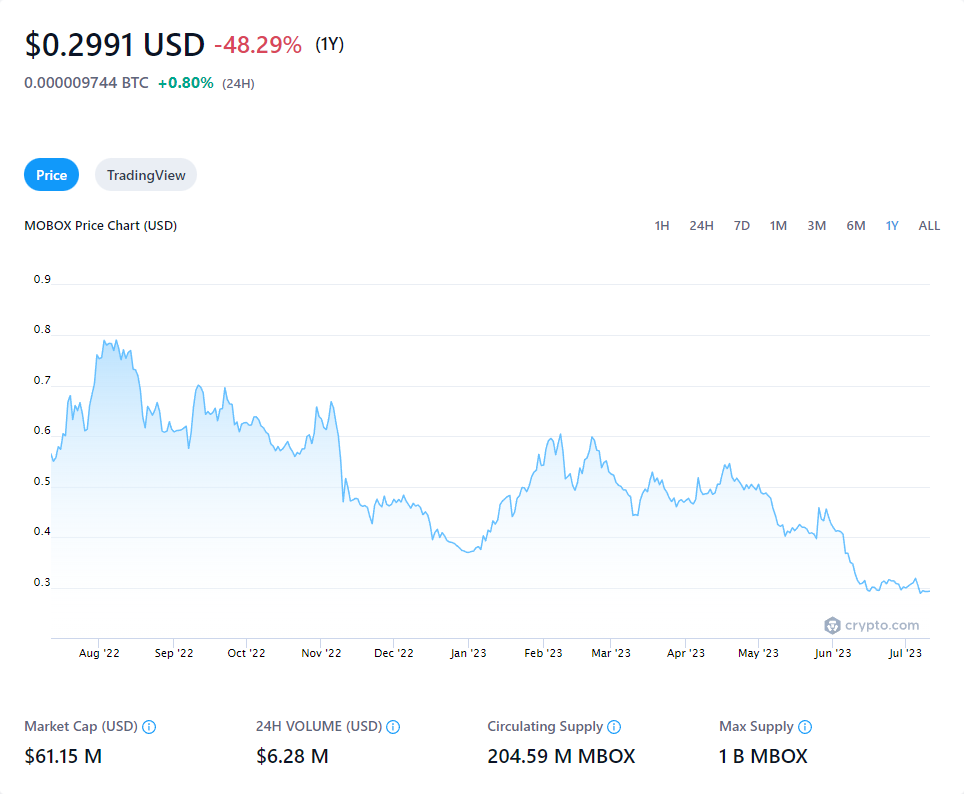 $0.2991 USD -48.29% (1Y)
0.000009744 BTC +0.80% (24H)
Price TradingView
MOBOX Price Chart (USD) 1H 24H 7D 1M 3M 6M 1Y ALL
0.9
0.8
0.7
0.6
0.5
0.4
0.3
crypto.com
Aug '22 Sep '22 Oct '22 Nov '22 Dec '22 Jan '23 Feb '23 Mar '23 Apr '23 May '23 Jun '23 Jul '23
Market Cap (USD) 24H VOLUME (USD) Circulating Supply Max Supply
$61.15 M $6.28 M 204.59 M MBOX 1 B MBOX